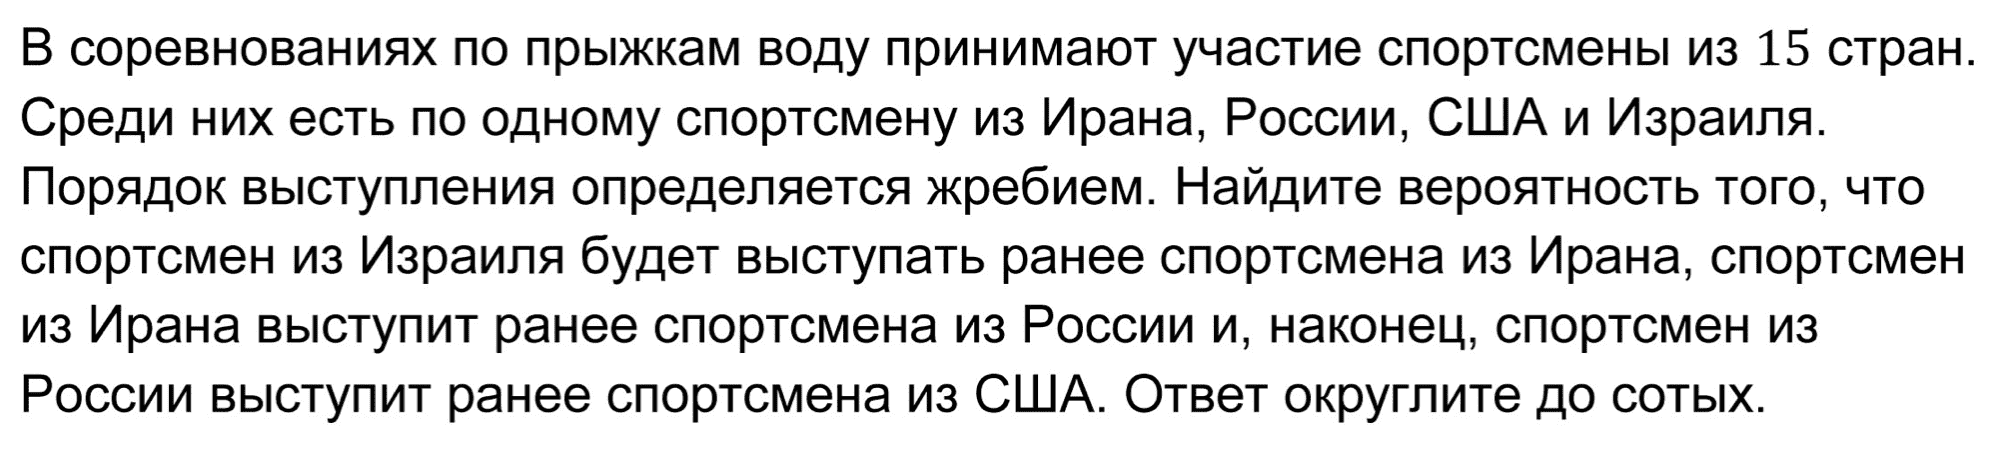 В соревнованиях по прыжкам воду принимают участие спортсмены из 15 стран.
Среди них есть по одному спортсмену из Ирана, России, США и Израиля.
Порядок выступления определяется жребием. Найдите вероятность того, что
спортсмен из Израиля будет выступать ранее спортсмена из Ирана, спортсмен
из Ирана выступит ранее спортсмена из России и, наконец, спортсмен из
России выступит ранее спортсмена из США. Ответ округлите до сотых.